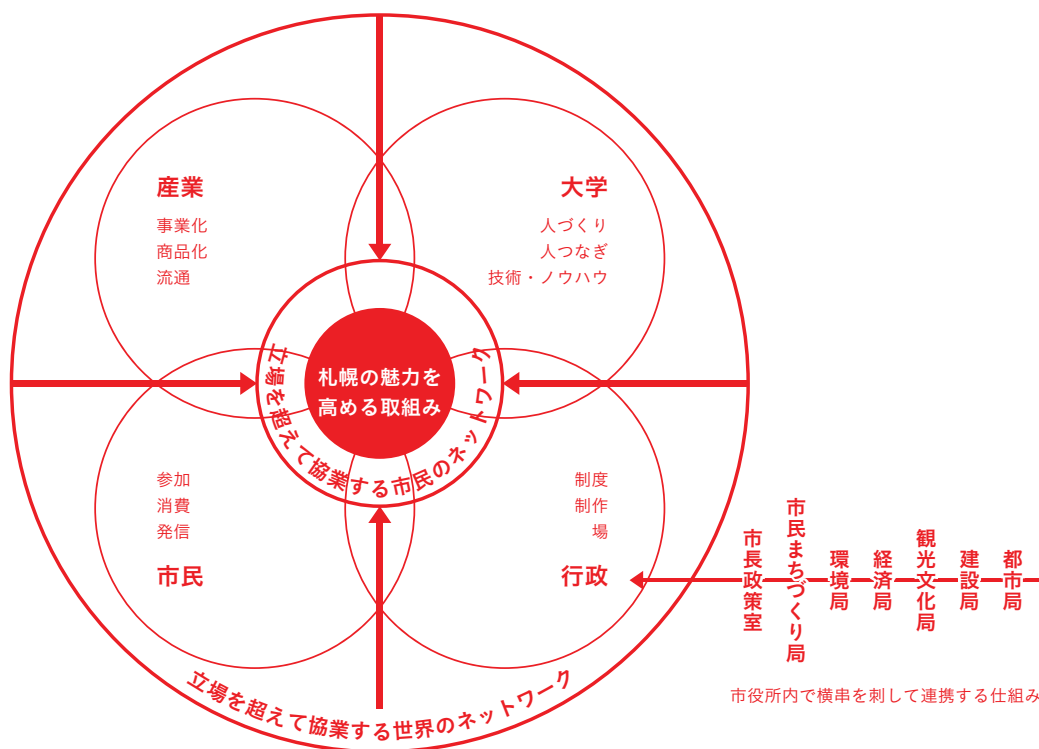 産業
事業化
商品化
流通
大学
人づくり
人つなぎ
技術・ノウハウ
札幌の魅力を
高める取組み
立場を超えて協業する市民のネットワーク
参加
消費
発信
市民
制度
制作
場
行政
市長政策室
市民まちづくり局
環境局
経済局
観光文化局
建設局
都市局
市役所内で横串を刺して連携する仕組み
立場を超えて協業する世界のネットワーク